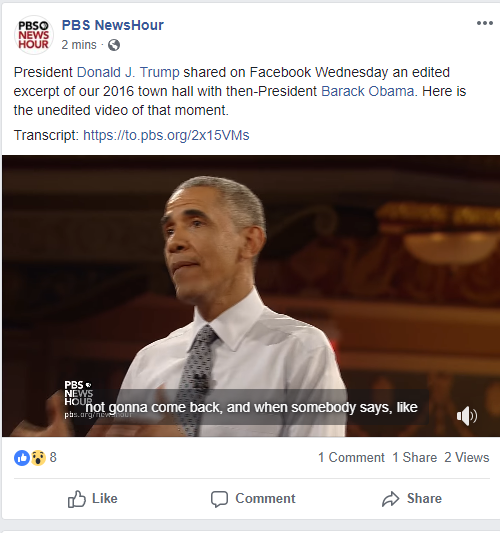 PBS
NEWS
HOUR
PBS NewsHour
2 mins ·
President Donald J. Trump shared on Facebook Wednesday an edited
excerpt of our 2016 town hall with then-President Barack Obama. Here is
the unedited video of that moment.
Transcript: https://to.pbs.org/2x15VMs
PBS
NEWS
HOUR
pbs.org/newshour
not gonna come back, and when somebody says, like
8
1 Comment 1 Share 2 Views
Like Comment Share